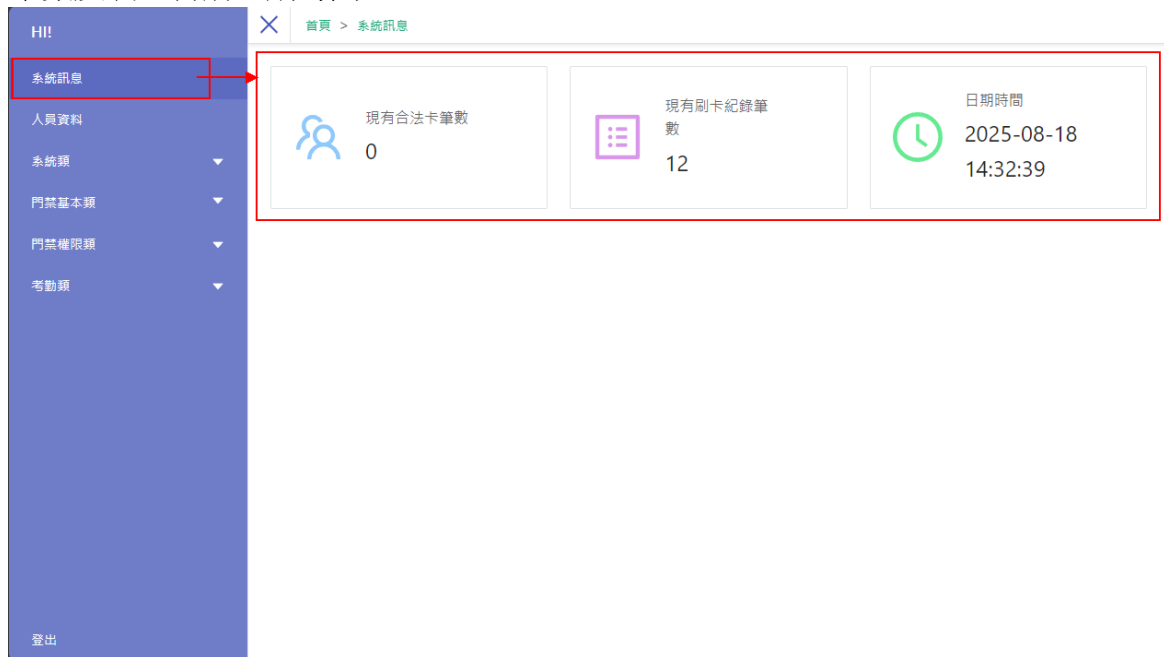 HI!
系統訊息
人員資料
系統類
門禁基本類
門禁權限類
考勤類
登出
首頁 > 系統訊息
現有合法卡筆數
0
現有刷卡紀錄筆
數
12
日期時間
2025-08-18
14:32:39